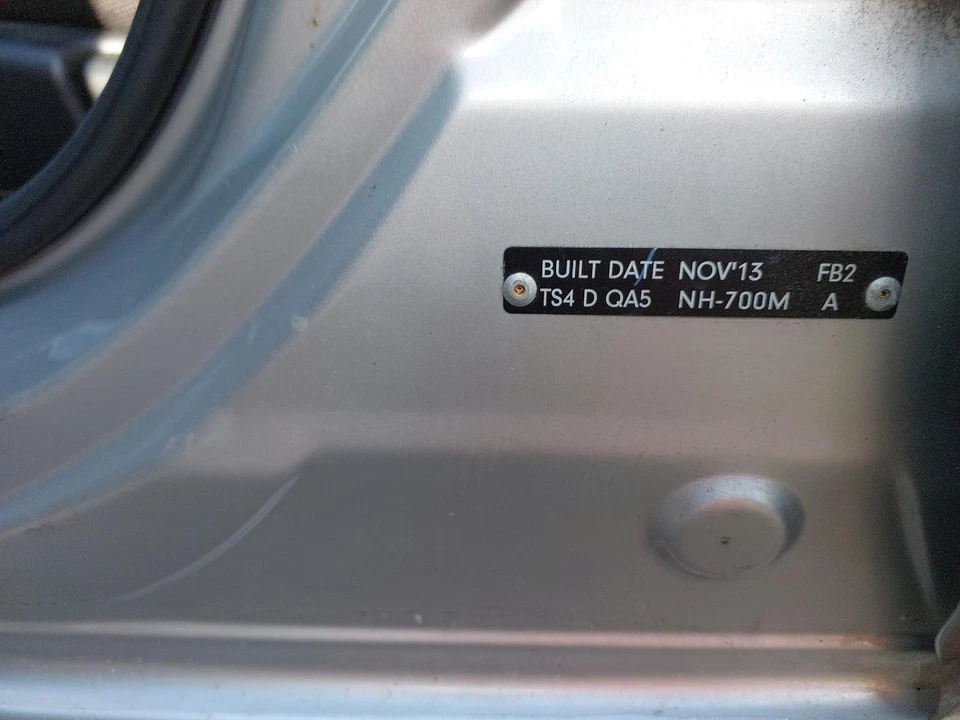 BUILT DATE NOV'13 FB2
TS4 D QA5 NH-700M A